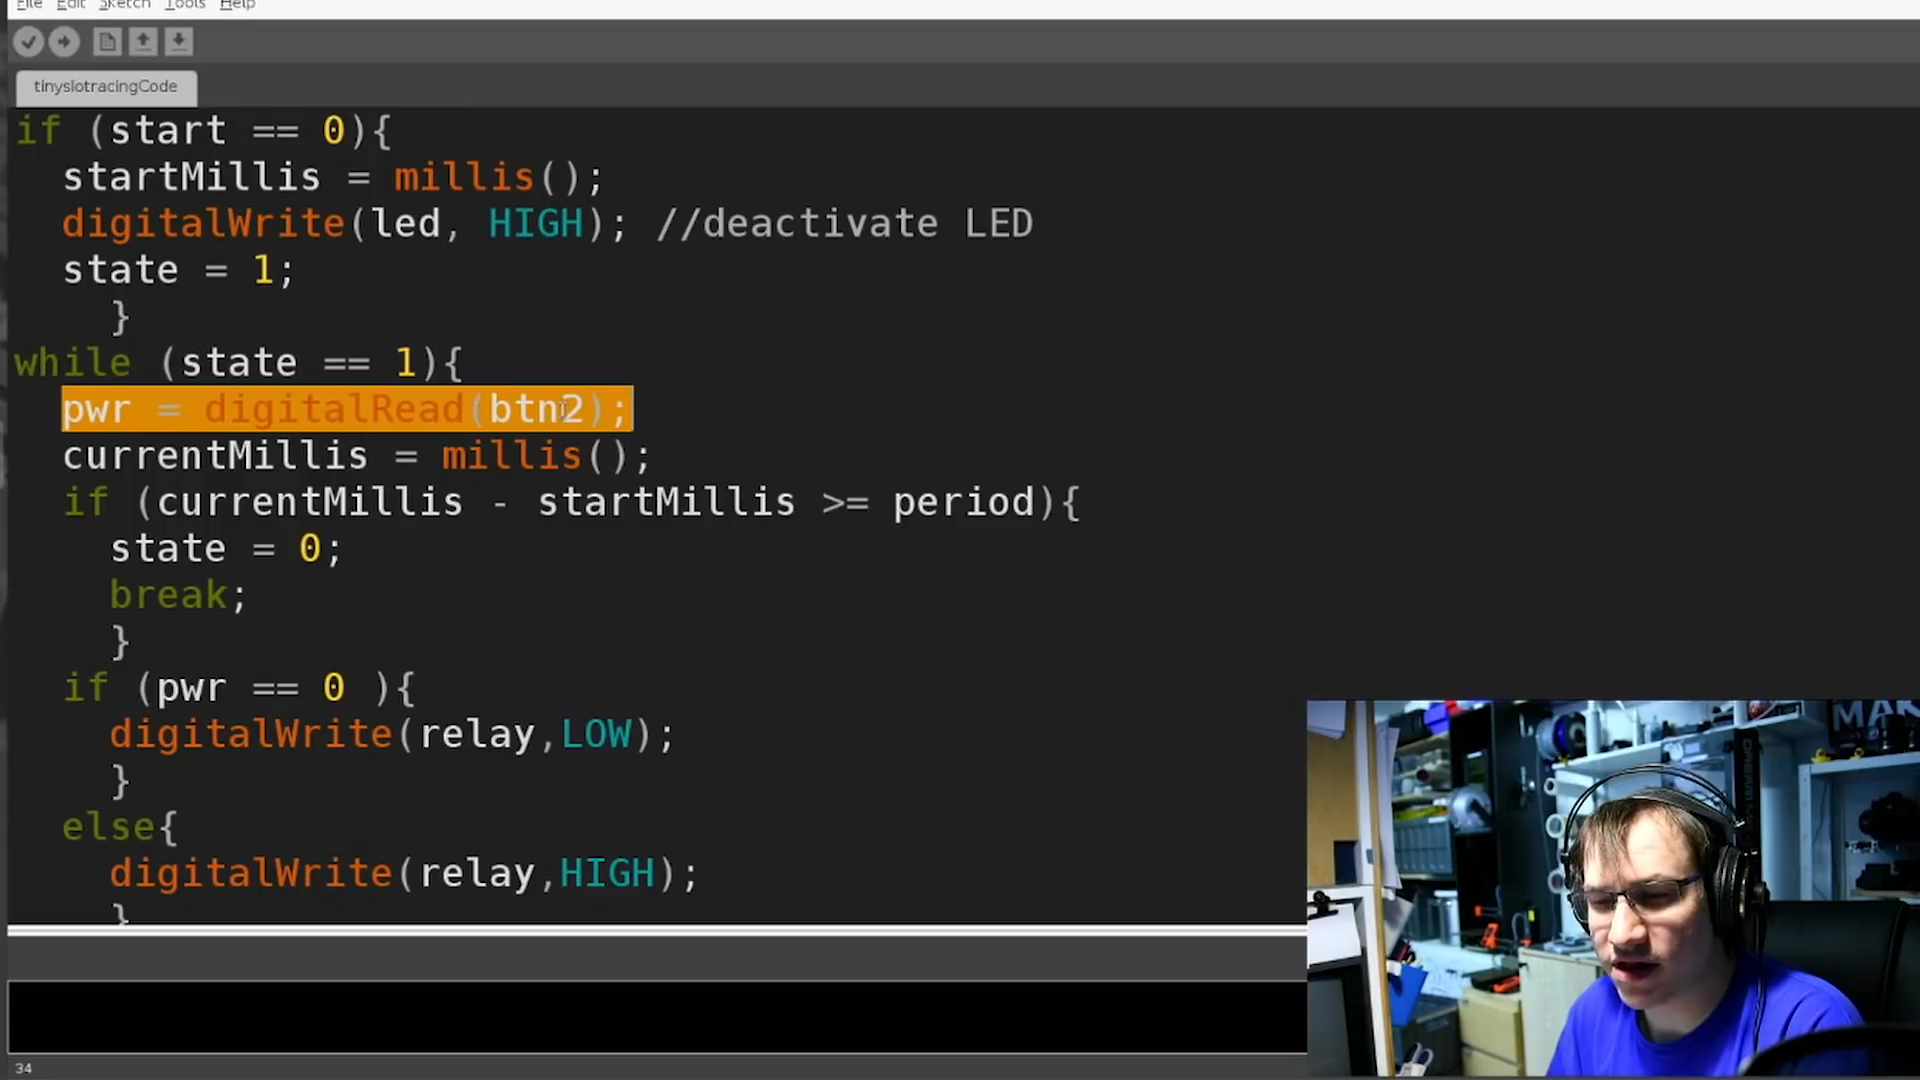 File Edit Sketch Tools Help
tinyslotracingCode
if (start == 0){
startMillis = millis();
digitalWrite(led, HIGH); //deactivate LED
state = 1;
}
while (state == 1){
pwr = digitalRead(btn2);
currentMillis = millis();
if (currentMillis - startMillis >= period){
state = 0;
break;
}
if (pwr == 0 ){
digitalWrite(relay,LOW);
}
else{
digitalWrite(relay,HIGH);
}
34